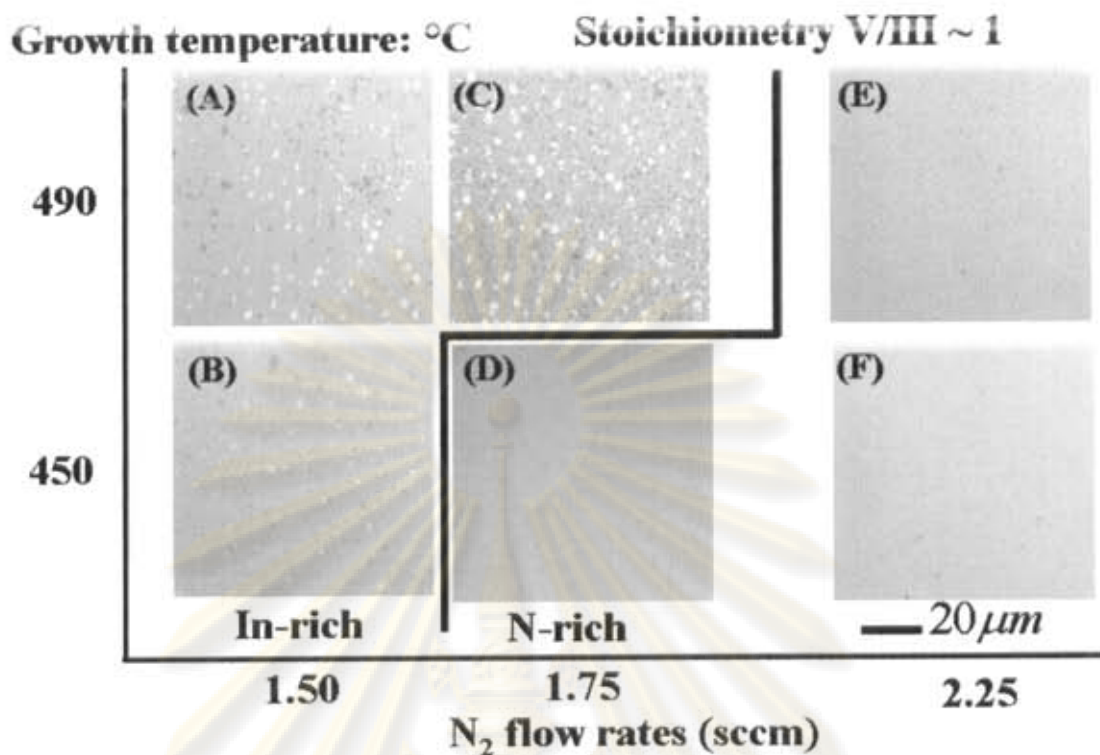 Growth temperature: °C
Stoichiometry V/III ~ 1
(A)
(C)
(E)
490
(B)
(D)
(F)
450
In-rich
N-rich
20 μm
1.50
1.75
2.25
N₂ flow rates (sccm)